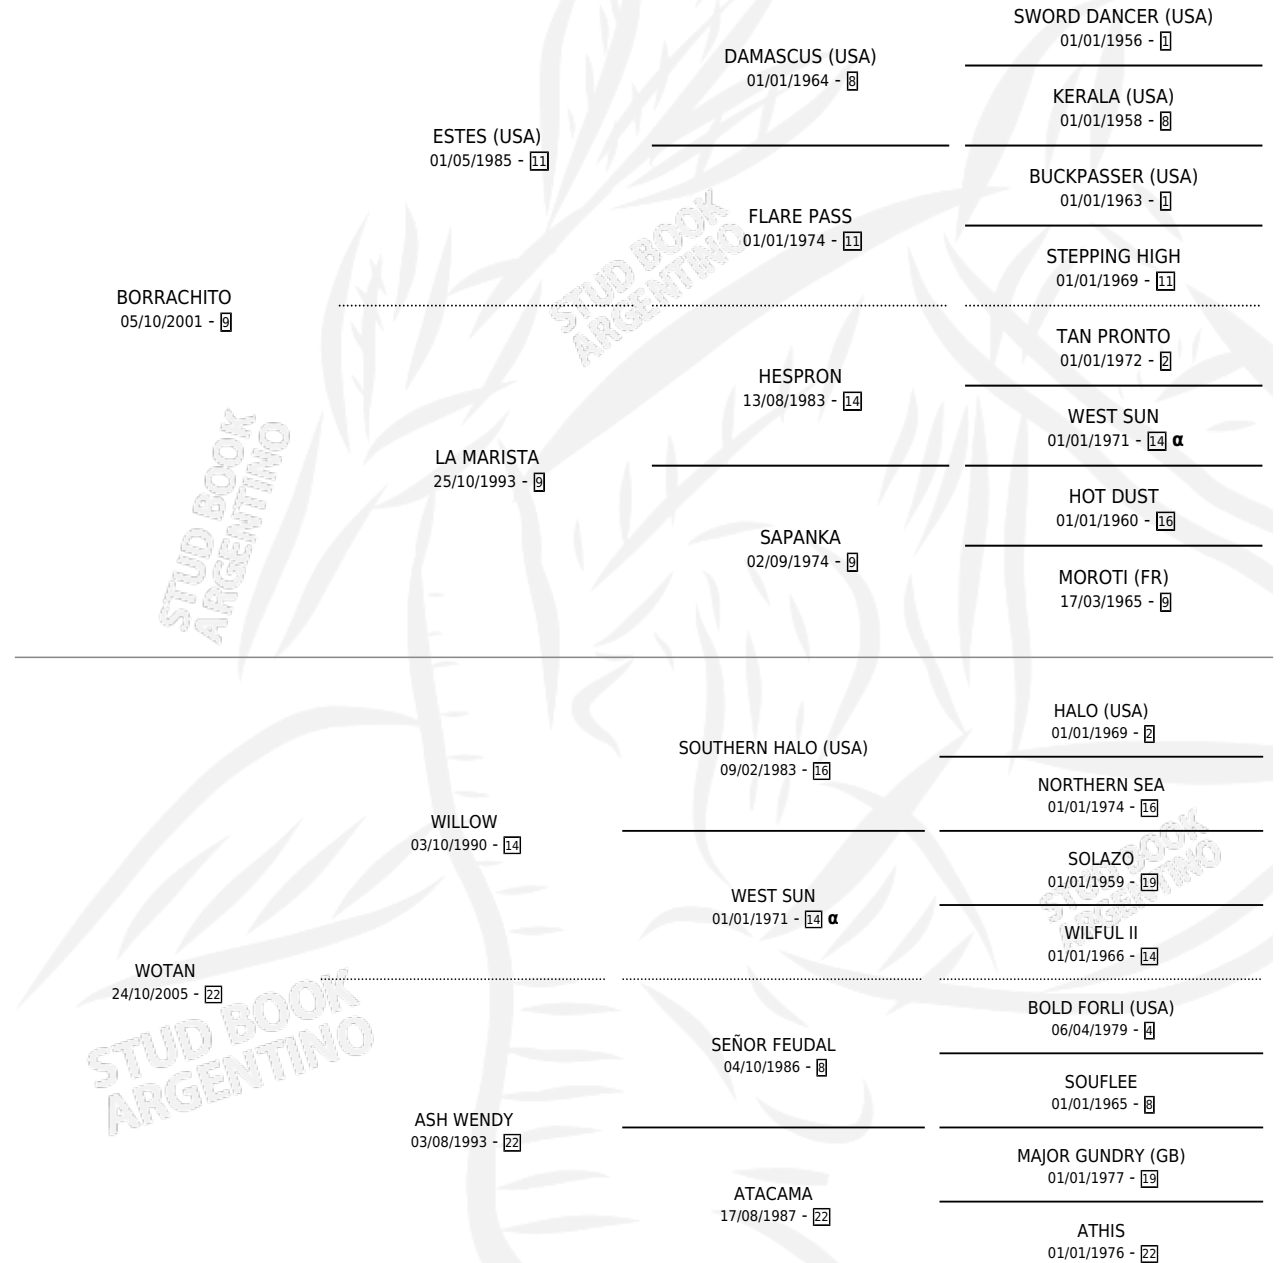 SWORD DANCER (USA)
01/01/1956 - 1
DAMASCUS (USA)
01/01/1964 - 8
KERALA (USA)
01/01/1958 - 8
ESTES (USA)
01/05/1985 - 11
BUCKPASSER (USA)
01/01/1963 - 1
FLARE PASS
01/01/1974 - 11
STEPPING HIGH
01/01/1969 - 11
BORRACHITO
05/10/2001 - 9
TAN PRONTO
01/01/1972 - 2
HESPRON
13/08/1983 - 14
WEST SUN
01/01/1971 - 14 α
LA MARISTA
25/10/1993 - 9
HOT DUST
01/01/1960 - 16
SAPANKA
02/09/1974 - 9
MOROTI (FR)
17/03/1965 - 9
STUD BOOK
ARGENTINO
STUD BOOK
ARGENTINO
HALO (USA)
01/01/1969 - 2
SOUTHERN HALO (USA)
09/02/1983 - 16
NORTHERN SEA
01/01/1974 - 16
WILLOW
03/10/1990 - 14
SOLAZO
01/01/1959 - 19
WEST SUN
01/01/1971 - 14 α
WILFUL II
01/01/1966 - 14
WOTAN
24/10/2005 - 22
BOLD FORLI (USA)
06/04/1979 - 4
SEÑOR FEUDAL
04/10/1986 - 8
SOUFLEE
01/01/1965 - 8
ASH WENDY
03/08/1993 - 22
MAJOR GUNDRY (GB)
01/01/1977 - 19
ATACAMA
17/08/1987 - 22
ATHIS
01/01/1976 - 22
STUD BOOK
ARGENTINO
STUD BOOK
ARGENTINO